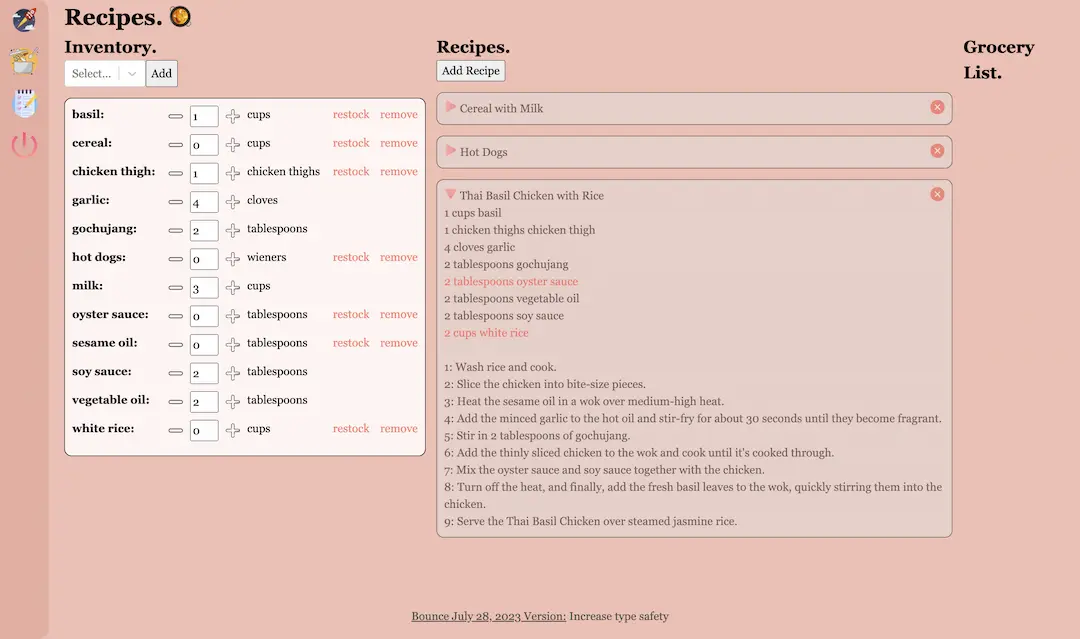 Recipes.
Inventory.
Select...
Add
basil: 1 cups restock remove
cereal: 0 cups restock remove
chicken thigh: 1 chicken thighs restock remove
garlic: 4 cloves
gochujang: 2 tablespoons
hot dogs: 0 wieners restock remove
milk: 3 cups
oyster sauce: 0 tablespoons restock remove
sesame oil: 0 tablespoons restock remove
soy sauce: 2 tablespoons
vegetable oil: 2 tablespoons
white rice: 0 cups restock remove
Recipes.
Add Recipe
Cereal with Milk
Hot Dogs
Thai Basil Chicken with Rice
1 cups basil
1 chicken thighs chicken thigh
4 cloves garlic
2 tablespoons gochujang
2 tablespoons oyster sauce
2 tablespoons vegetable oil
2 tablespoons soy sauce
2 cups white rice
1: Wash rice and cook.
2: Slice the chicken into bite-size pieces.
3: Heat the sesame oil in a wok over medium-high heat.
4: Add the minced garlic to the hot oil and stir-fry for about 30 seconds until they become fragrant.
5: Stir in 2 tablespoons of gochujang.
6: Add the thinly sliced chicken to the wok and cook until it's cooked through.
7: Mix the oyster sauce and soy sauce together with the chicken.
8: Turn off the heat, and finally, add the fresh basil leaves to the wok, quickly stirring them into the
chicken.
9: Serve the Thai Basil Chicken over steamed jasmine rice.
Grocery
List.
Bounce July 28, 2023 Version: Increase type safety